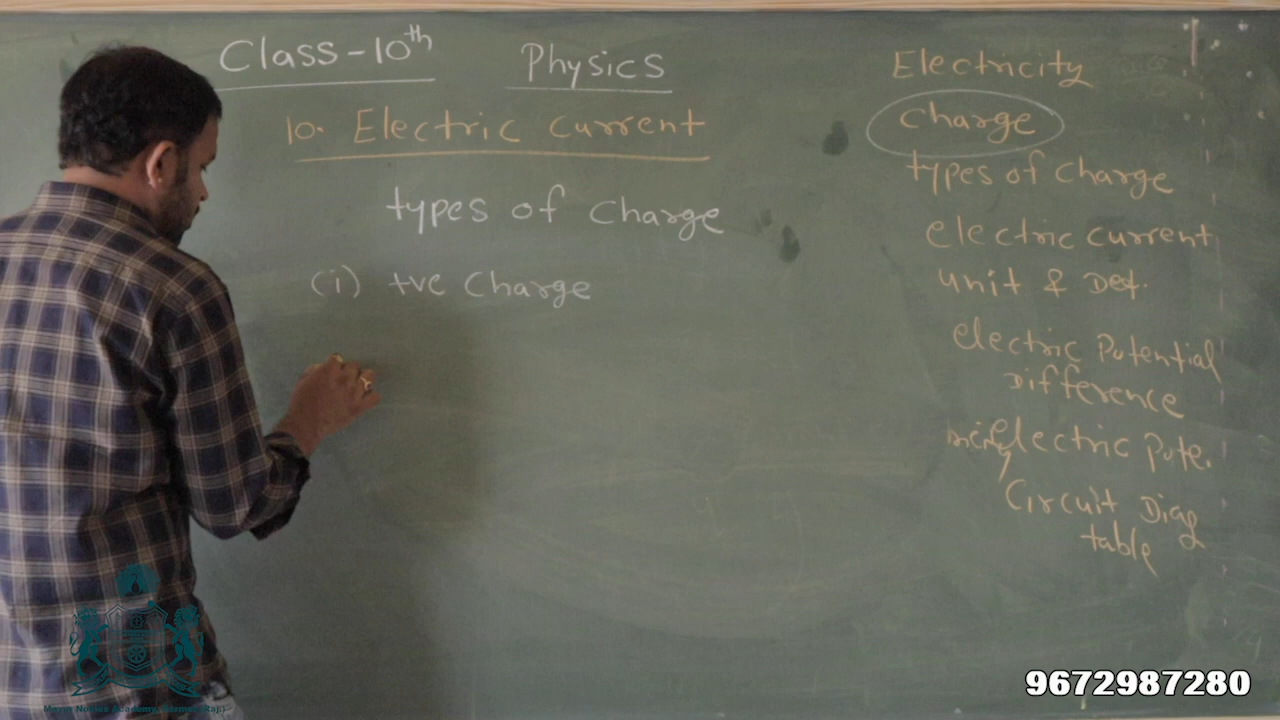 Class-10th Physics
10. Electric Current
types of Charge
(i) +ve Charge
Electricity
Charge
types of Charge
electric current
unit & Def.
electric Potential
Difference
electric Pote.
Circuit Diag
table
9672987280